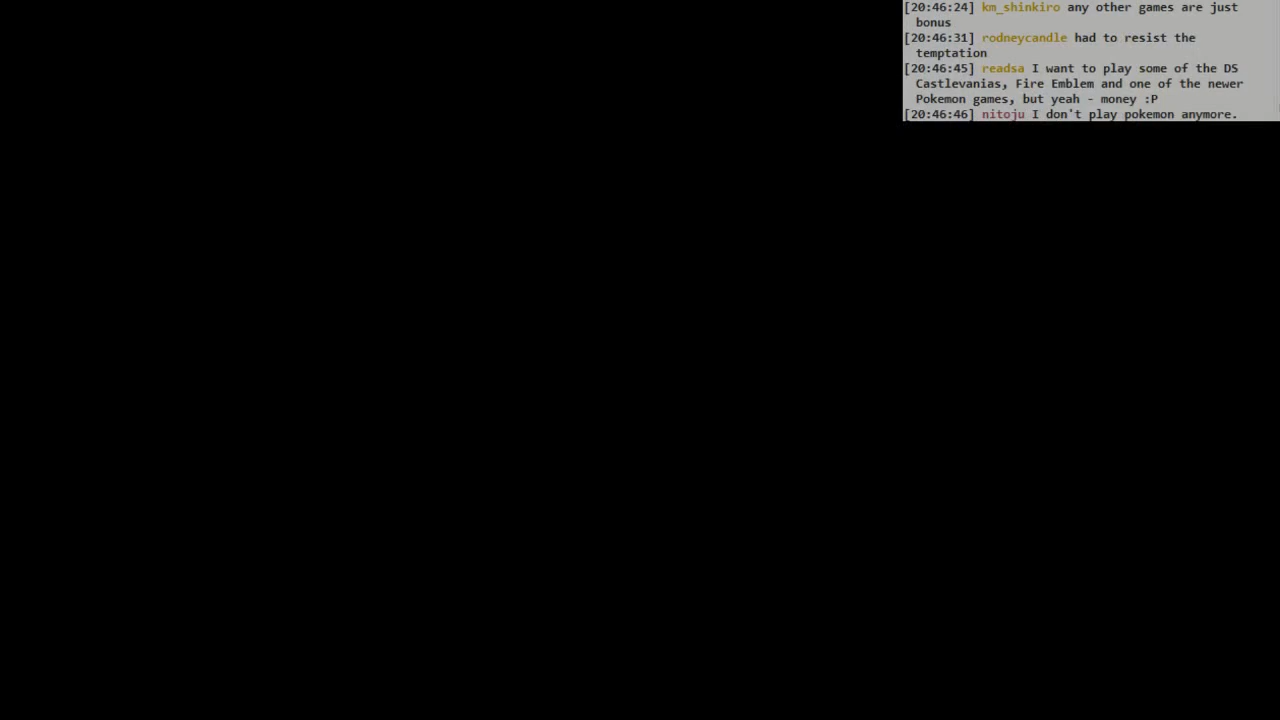 [20:46:24] km_shinkiro any other games are just
bonus
[20:46:31] rodneycandle had to resist the
temptation
[20:46:45] readsa I want to play some of the DS
Castlevanias, Fire Emblem and one of the newer
Pokemon games, but yeah - money :P
[20:46:46] nitoju I don't play pokemon anymore.